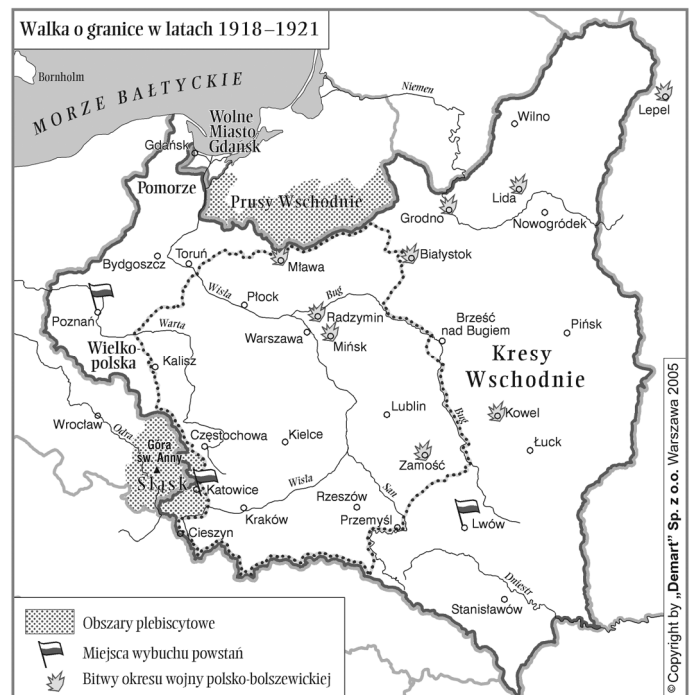 Walka o granice w latach 1918–1921
Bornholm
MORZE BAŁTYCKIE
Niemen
Lepel
Wilno
Wolne
Miasto
Gdańsk
Gdańsk
Pomorze
Prusy Wschodnie
Lida
Grodno
Nowogródek
Bydgoszcz
Toruń
Mława
Białystok
Wisła
Płock
Bug
Radzymin
Poznań
Warta
Warszawa
Mińsk
Brześć
nad Bugiem
Pińsk
Wielko-
polska
Kalisz
Kresy
Wschodnie
Wrocław
Odra
Lublin
Bug
Kowel
Częstochowa
Kielce
Łuck
Góra
św. Anny
Śląsk
Zamość
Katowice
Wisła
Rzeszów
San
Kraków
Przemyśl
Lwów
Cieszyn
Dniestr
Stanisławów
Obszary plebiscytowe
Miejsca wybuchu powstań
Bitwy okresu wojny polsko-bolszewickiej
©Copyright by „Demart” Sp. z o.o. Warszawa 2005